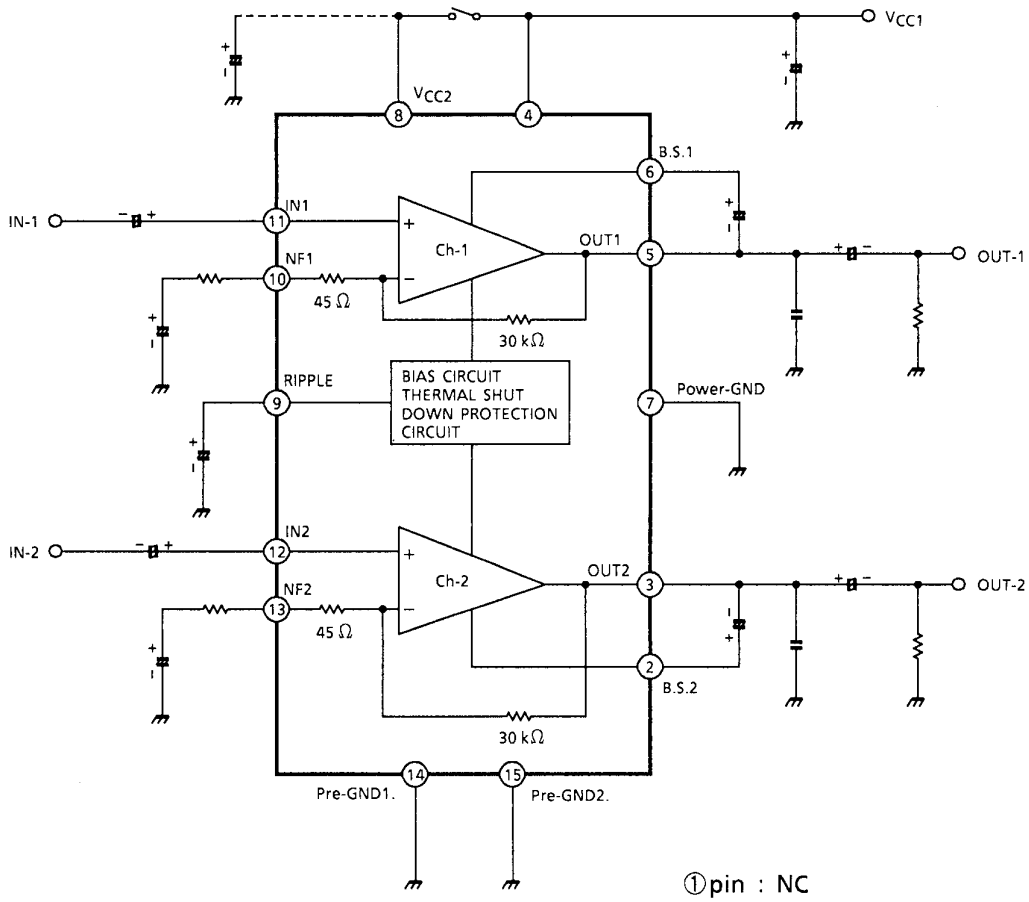 VCC1
VCC2
8
4
B.S.1
6
IN-1
- +
IN1
11
+
Ch-1
OUT1
5
+ -
OUT-1
NF1
10
45 Ω
-
30 kΩ
RIPPLE
9
BIAS CIRCUIT
THERMAL SHUT
DOWN PROTECTION
CIRCUIT
Power-GND
7
IN-2
- +
IN2
12
+
Ch-2
OUT2
3
+ -
OUT-2
NF2
13
45 Ω
-
2
B.S.2
30 kΩ
14
15
Pre-GND1.
Pre-GND2.
①pin : NC